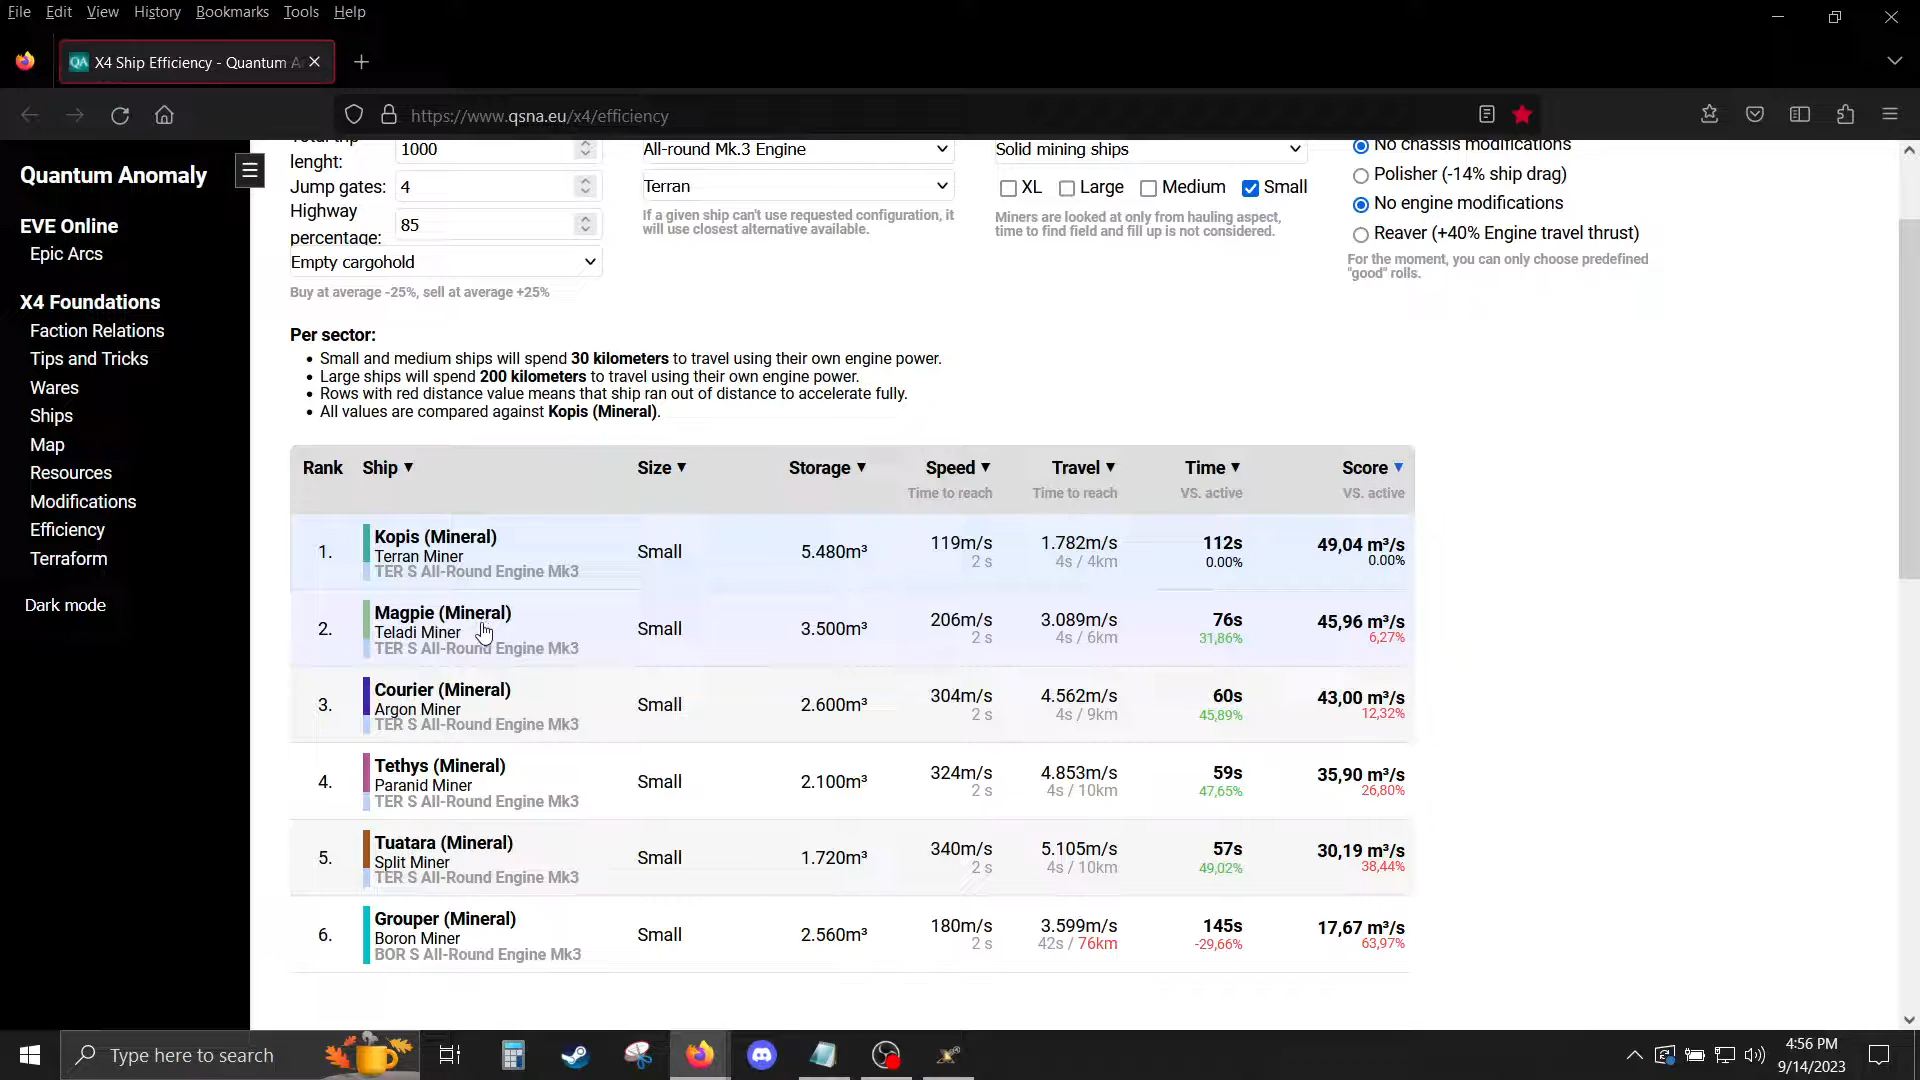 File Edit View History Bookmarks Tools Help
X4 Ship Efficiency - Quantum A
https://www.qsna.eu/x4/efficiency
Quantum Anomaly
EVE Online
Epic Arcs
X4 Foundations
Faction Relations
Tips and Tricks
Wares
Ships
Map
Resources
Modifications
Efficiency
Terraform
Dark mode
Total trip
lenght: 1000
Jump gates: 4
Highway
percentage: 85
Empty cargohold
Buy at average -25%, sell at average +25%
All-round Mk.3 Engine
Terran
If a given ship can't use requested configuration, it
will use closest alternative available.
Solid mining ships
XL Large Medium Small
Miners are looked at only from hauling aspect,
time to find field and fill up is not considered.
No chassis modifications
Polisher (-14% ship drag)
No engine modifications
Reaver (+40% Engine travel thrust)
For the moment, you can only choose predefined
"good" rolls.
Per sector:
• Small and medium ships will spend 30 kilometers to travel using their own engine power.
• Large ships will spend 200 kilometers to travel using their own engine power.
• Rows with red distance value means that ship ran out of distance to accelerate fully.
• All values are compared against Kopis (Mineral).
Rank Ship ▼ Size ▼ Storage ▼ Speed ▼ Travel ▼ Time ▼ Score ▼
Time to reach Time to reach VS. active VS. active
Kopis (Mineral) 119m/s 1.782m/s 112s 49,04 m³/s
1. Terran Miner Small 5.480m³ 2 s 4s / 4km 0.00% 0.00%
TER S All-Round Engine Mk3
Magpie (Mineral) 206m/s 3.089m/s 76s 45,96 m³/s
2. Teladi Miner Small 3.500m³ 2 s 4s / 6km 31,86% 6,27%
TER S All-Round Engine Mk3
Courier (Mineral) 304m/s 4.562m/s 60s 43,00 m³/s
3. Argon Miner Small 2.600m³ 2 s 4s / 9km 45,89% 12,32%
TER S All-Round Engine Mk3
Tethys (Mineral) 324m/s 4.853m/s 59s 35,90 m³/s
4. Paranid Miner Small 2.100m³ 2 s 4s / 10km 47,65% 26,80%
TER S All-Round Engine Mk3
Tuatara (Mineral) 340m/s 5.105m/s 57s 30,19 m³/s
5. Split Miner Small 1.720m³ 2 s 4s / 10km 49,02% 38,44%
TER S All-Round Engine Mk3
Grouper (Mineral) 180m/s 3.599m/s 145s 17,67 m³/s
6. Boron Miner Small 2.560m³ 2 s 42s / 76km -29,66% 63,97%
BOR S All-Round Engine Mk3
Type here to search
4:56 PM
9/14/2023